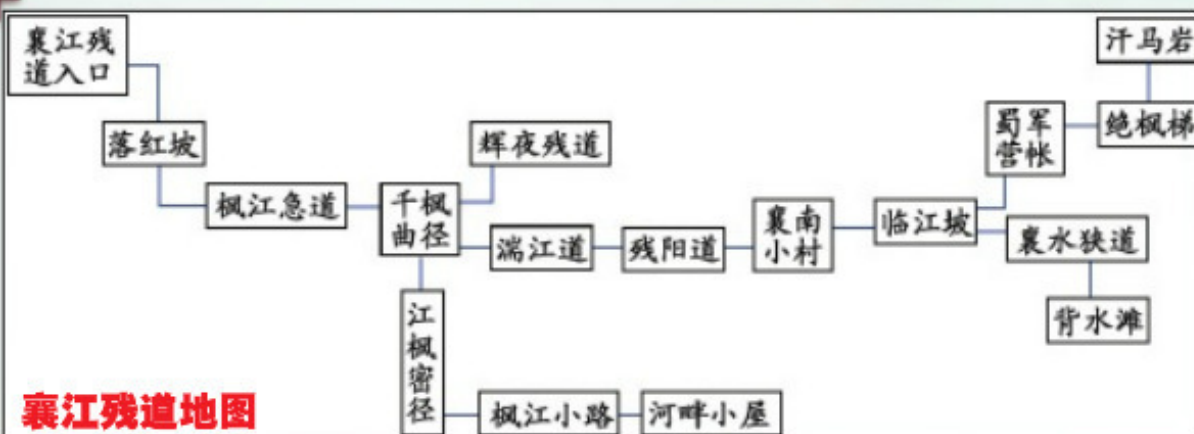 襄江残
道入口
汗马岩
落红坡
辉夜残道
蜀军
营帐
绝枫梯
枫江急道
千枫
曲径
湍江道
残阳道
襄南
小村
临江坡
襄水狭道
背水滩
江枫密径
枫江小路
河畔小屋
襄江残道地图